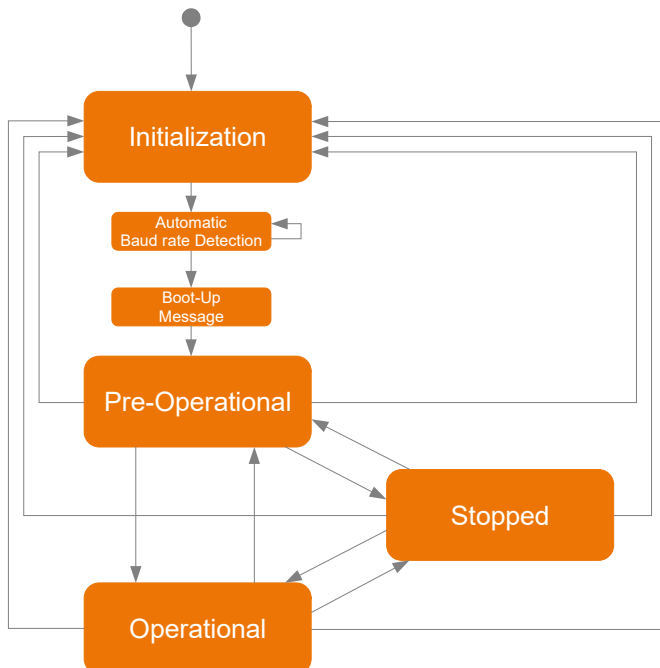 Initialization
Automatic
Baud rate Detection
Boot-Up
Message
Pre-Operational
Stopped
Operational